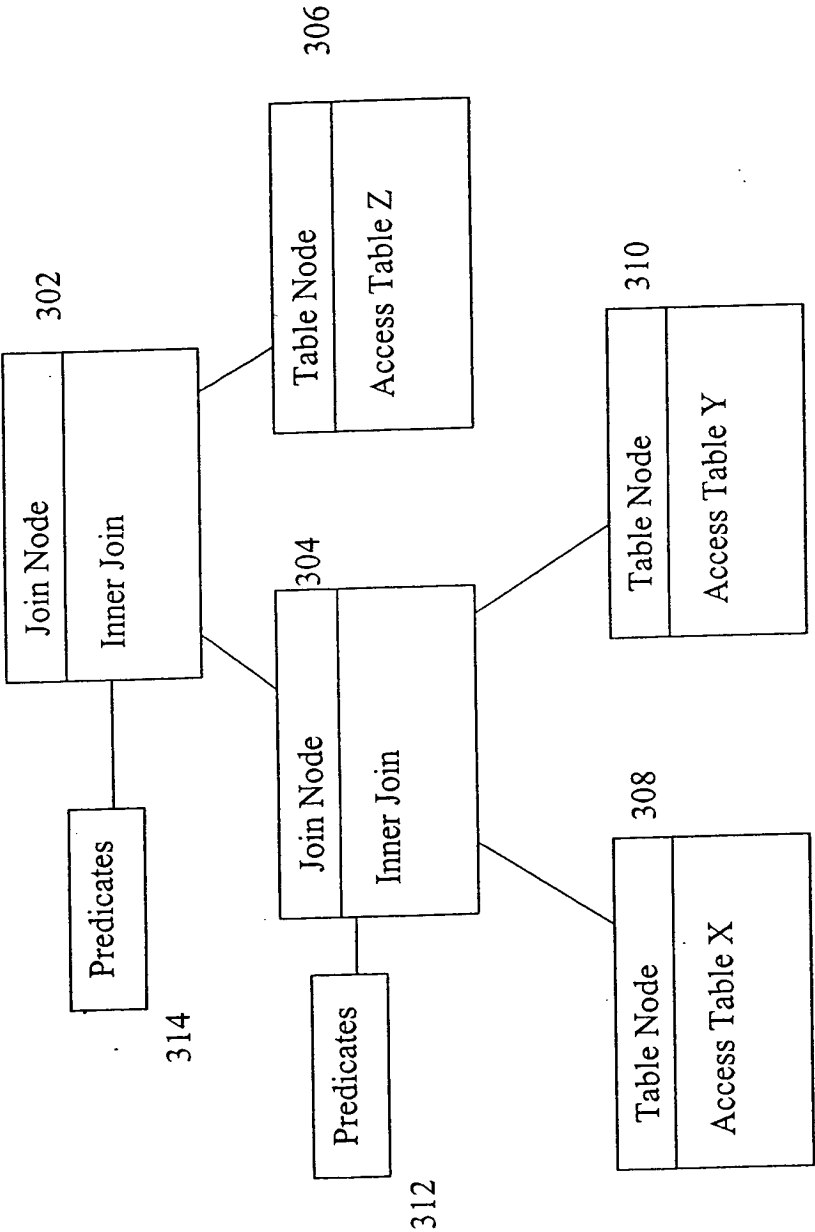 302
Join Node
Inner Join
Predicates
314
306
Table Node
Access Table Z
304
Join Node
Inner Join
Predicates
312
308
Table Node
Access Table X
310
Table Node
Access Table Y